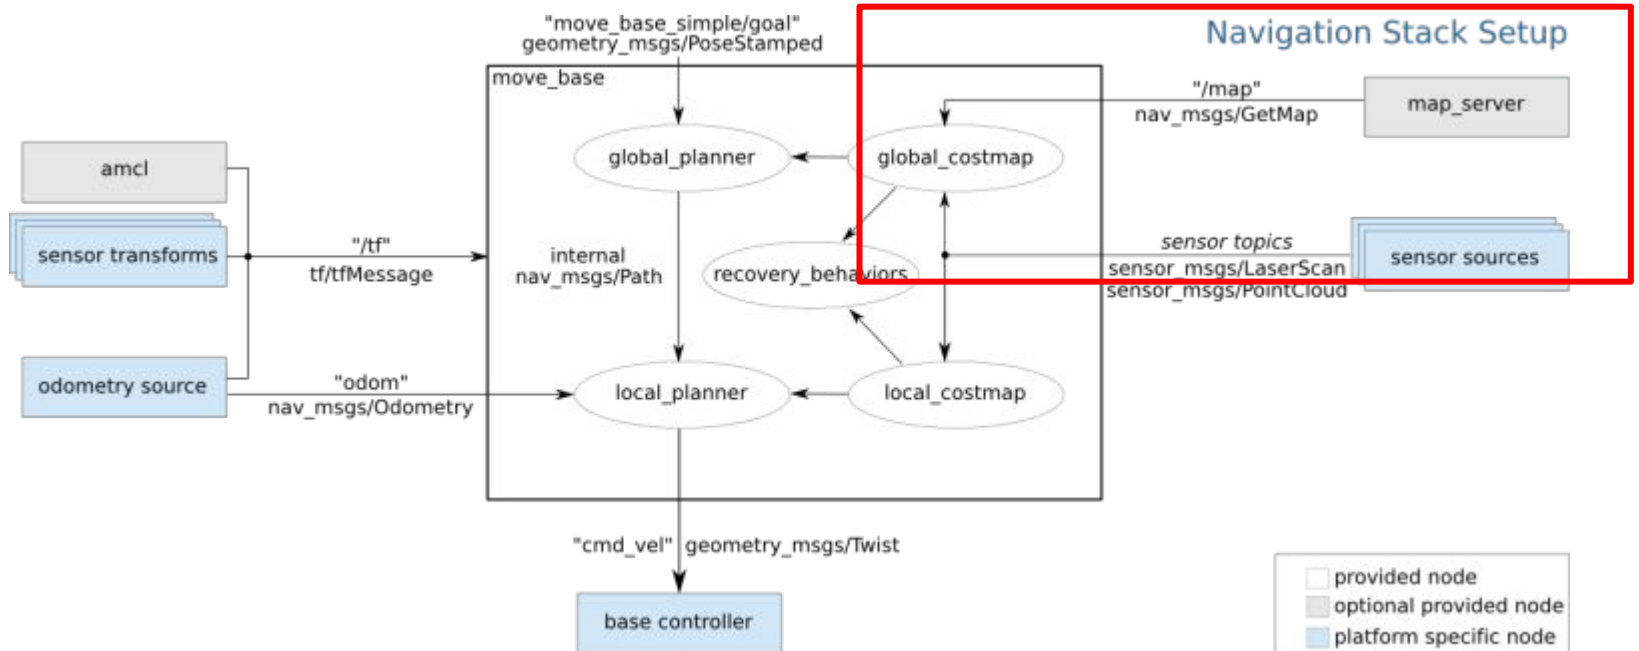 "move_base_simple/goal"
geometry_msgs/PoseStamped
Navigation Stack Setup
move_base
"/map"
nav_msgs/GetMap
map_server
global_planner
global_costmap
amcl
sensor transforms
"/tf"
tf/tfMessage
internal
nav_msgs/Path
recovery_behaviors
sensor topics
sensor_msgs/LaserScan
sensor_msgs/PointCloud
sensor sources
odometry source
"odom"
nav_msgs/Odometry
local_planner
local_costmap
"cmd_vel" geometry_msgs/Twist
base controller
provided node
optional provided node
platform specific node